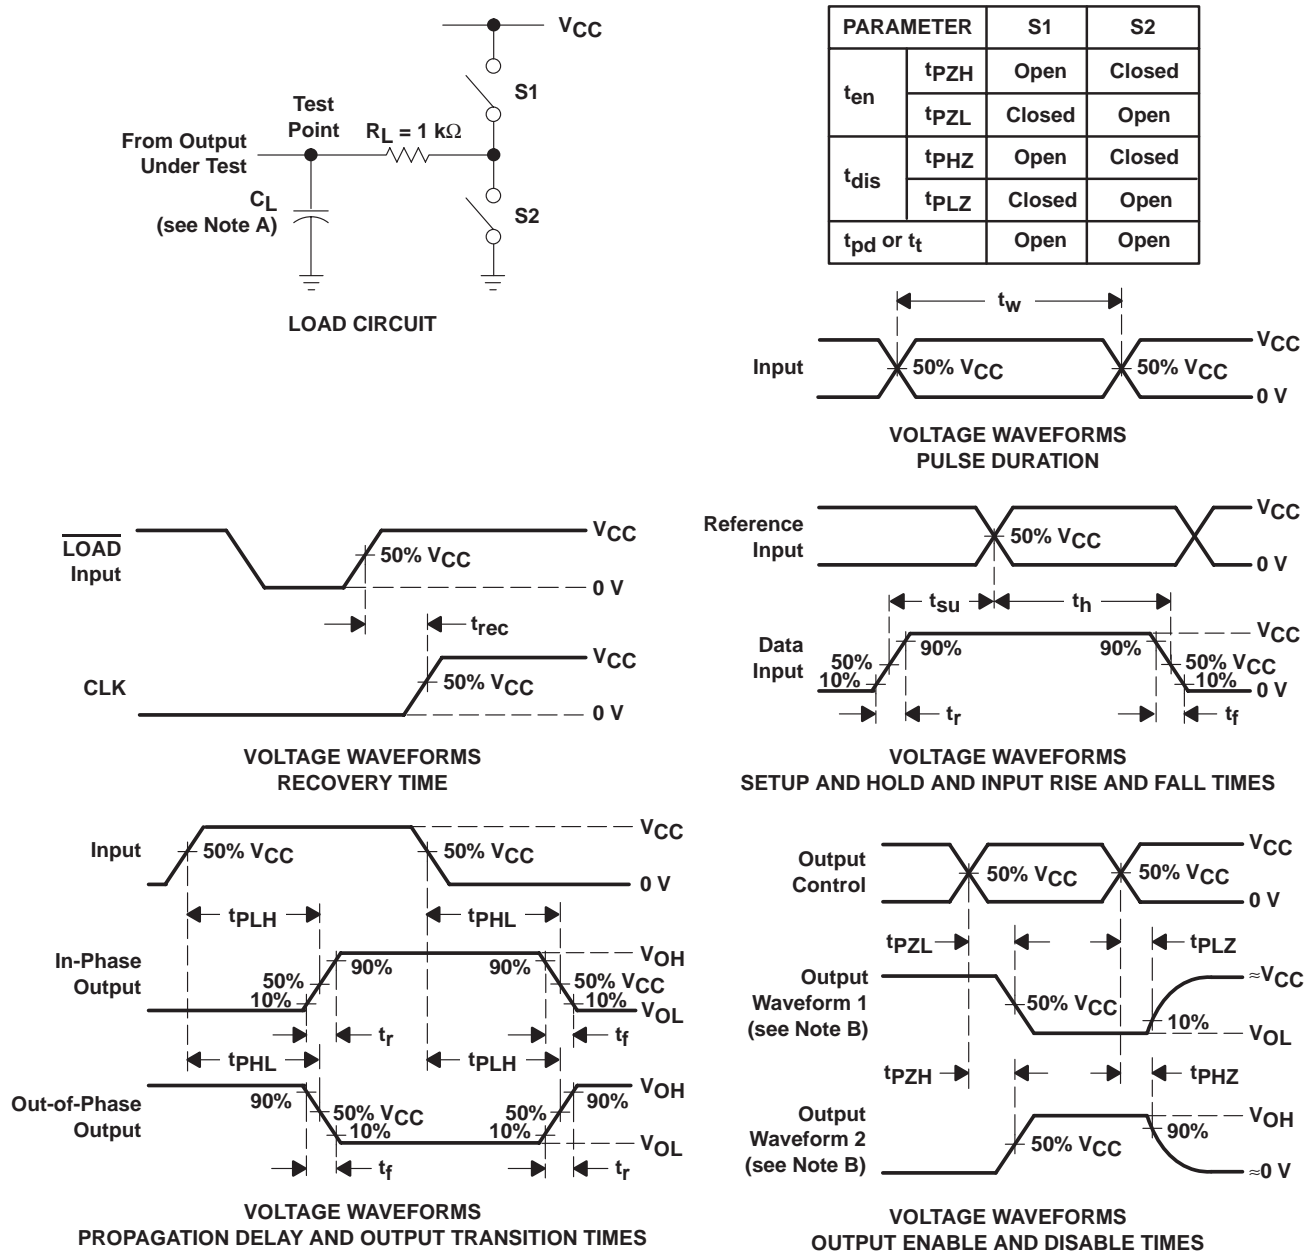 VCC
S1
Test
Point
RL = 1 kΩ
From Output
Under Test
CL
(see Note A)
S2
LOAD CIRCUIT
PARAMETER S1 S2
ten tPZH Open Closed
tPZL Closed Open
tdis tPHZ Open Closed
tPLZ Closed Open
tpd or tt Open Open
tw
VCC
Input 50% VCC 50% VCC
0 V
VOLTAGE WAVEFORMS
PULSE DURATION
LOAD
Input
VCC
50% VCC
0 V
trec
VCC
CLK 50% VCC
0 V
VOLTAGE WAVEFORMS
RECOVERY TIME
Reference
Input
VCC
50% VCC
0 V
tsu th
Data
Input
VCC
90% 90%
50% 50% VCC
10% 10% 0 V
tr tf
VOLTAGE WAVEFORMS
SETUP AND HOLD AND INPUT RISE AND FALL TIMES
VCC
Input 50% VCC 50% VCC
0 V
tPLH tPHL
In-Phase
Output
VOH
90% 90%
50% 50% VCC
10% 10%
VOL
tr tf
tPHL tPLH
Out-of-Phase
Output
VOH
90% 90%
50% VCC 50%
10% 10%
VOL
tf tr
VOLTAGE WAVEFORMS
PROPAGATION DELAY AND OUTPUT TRANSITION TIMES
Output
Control
VCC
50% VCC 50% VCC
0 V
tPZL tPLZ
Output
Waveform 1
(see Note B)
≈VCC
50% VCC
10%
VOL
tPZH tPHZ
Output
Waveform 2
(see Note B)
VOH
50% VCC
90%
≈0 V
VOLTAGE WAVEFORMS
OUTPUT ENABLE AND DISABLE TIMES